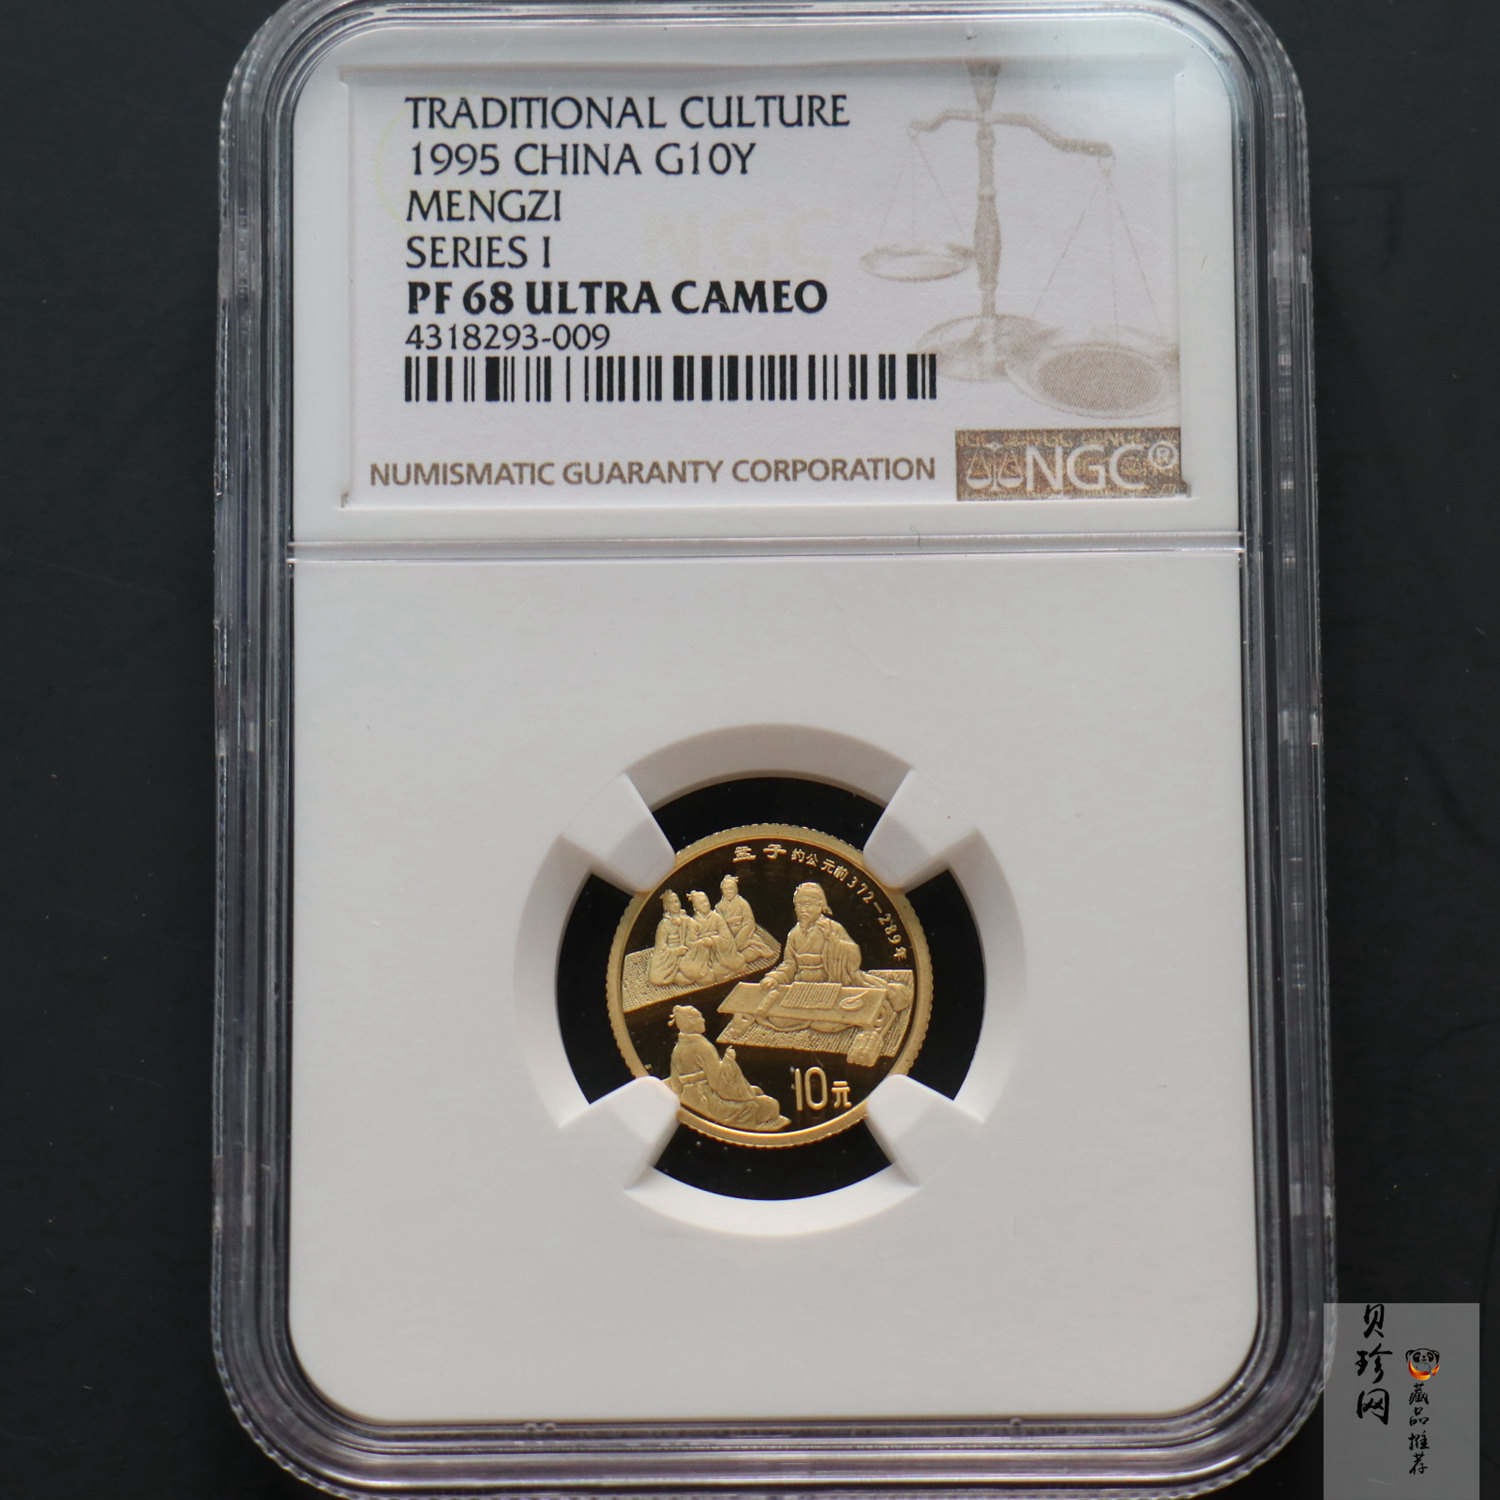 TRADITIONAL CULTURE
1995 CHINA G10Y
MENGZI
SERIES I
PF 68 ULTRA CAMEO
4318293-009
NUMISMATIC GUARANTY CORPORATION
NGC®
孟子 约公元前372—289年
10元
贝珍网
藏品推荐